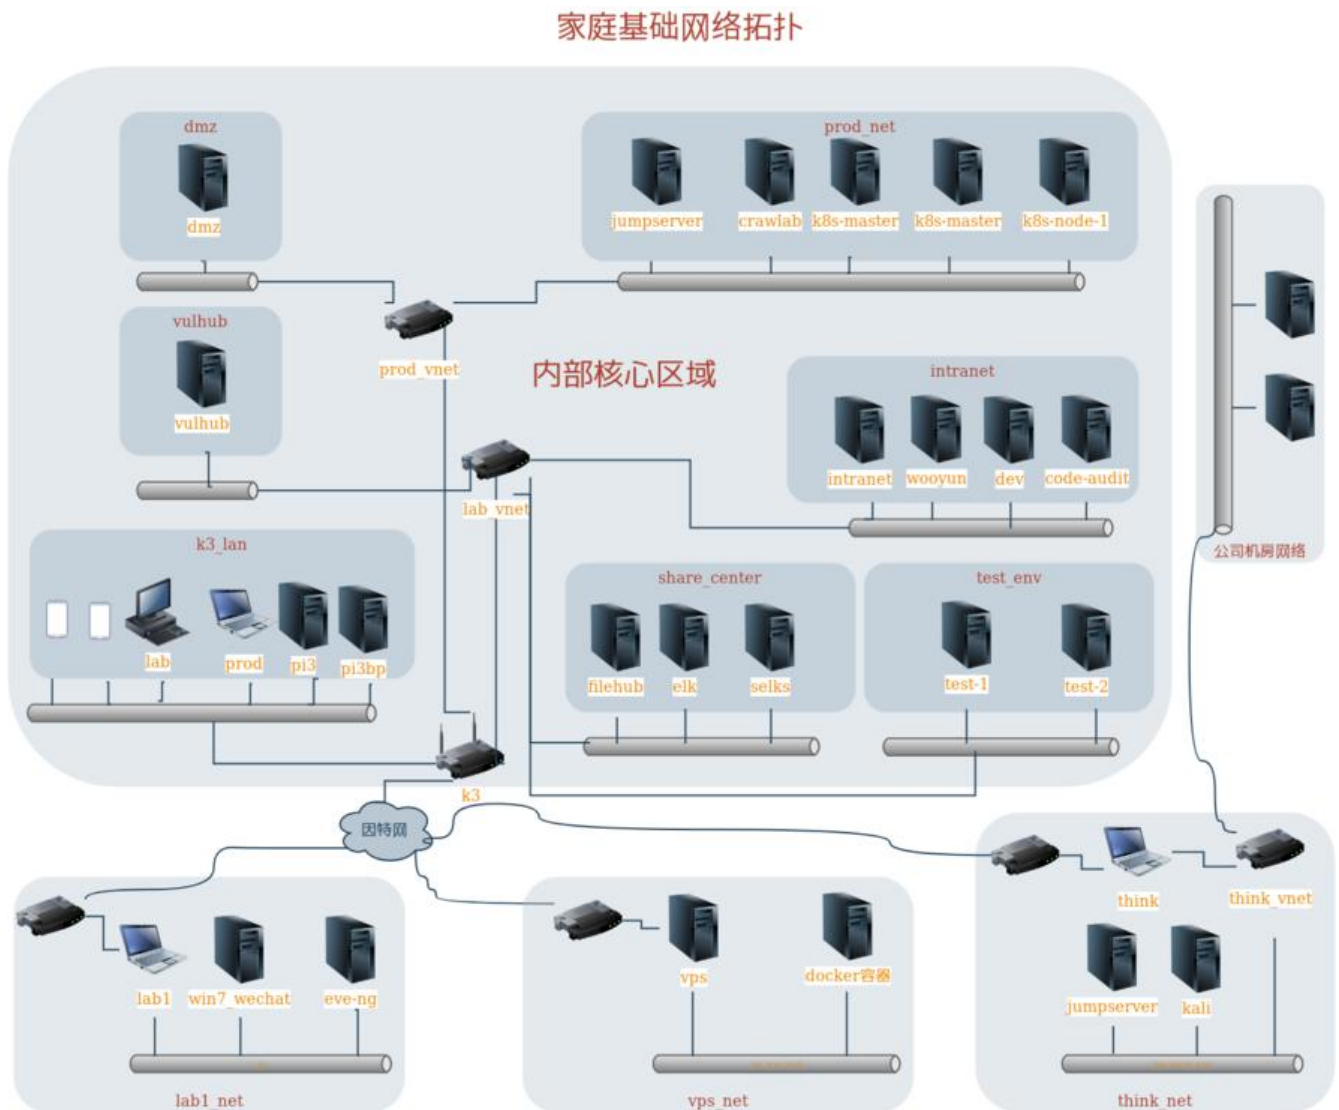 家庭基础网络拓扑
dmz
dmz
prod_net
jumpserver
crawlab
k8s-master
k8s-master
k8s-node-1
vulhub
vulhub
prod_vnet
内部核心区域
intranet
intranet
wooyun
dev
code-audit
lab_vnet
公司机房网络
k3_lan
lab
prod
pi3
pi3bp
share_center
filehub
elk
selks
test_env
test-1
test-2
k3
因特网
lab1
win7_wechat
eve-ng
lab1_net
vps
docker容器
vps_net
think
think_vnet
jumpserver
kali
think_net